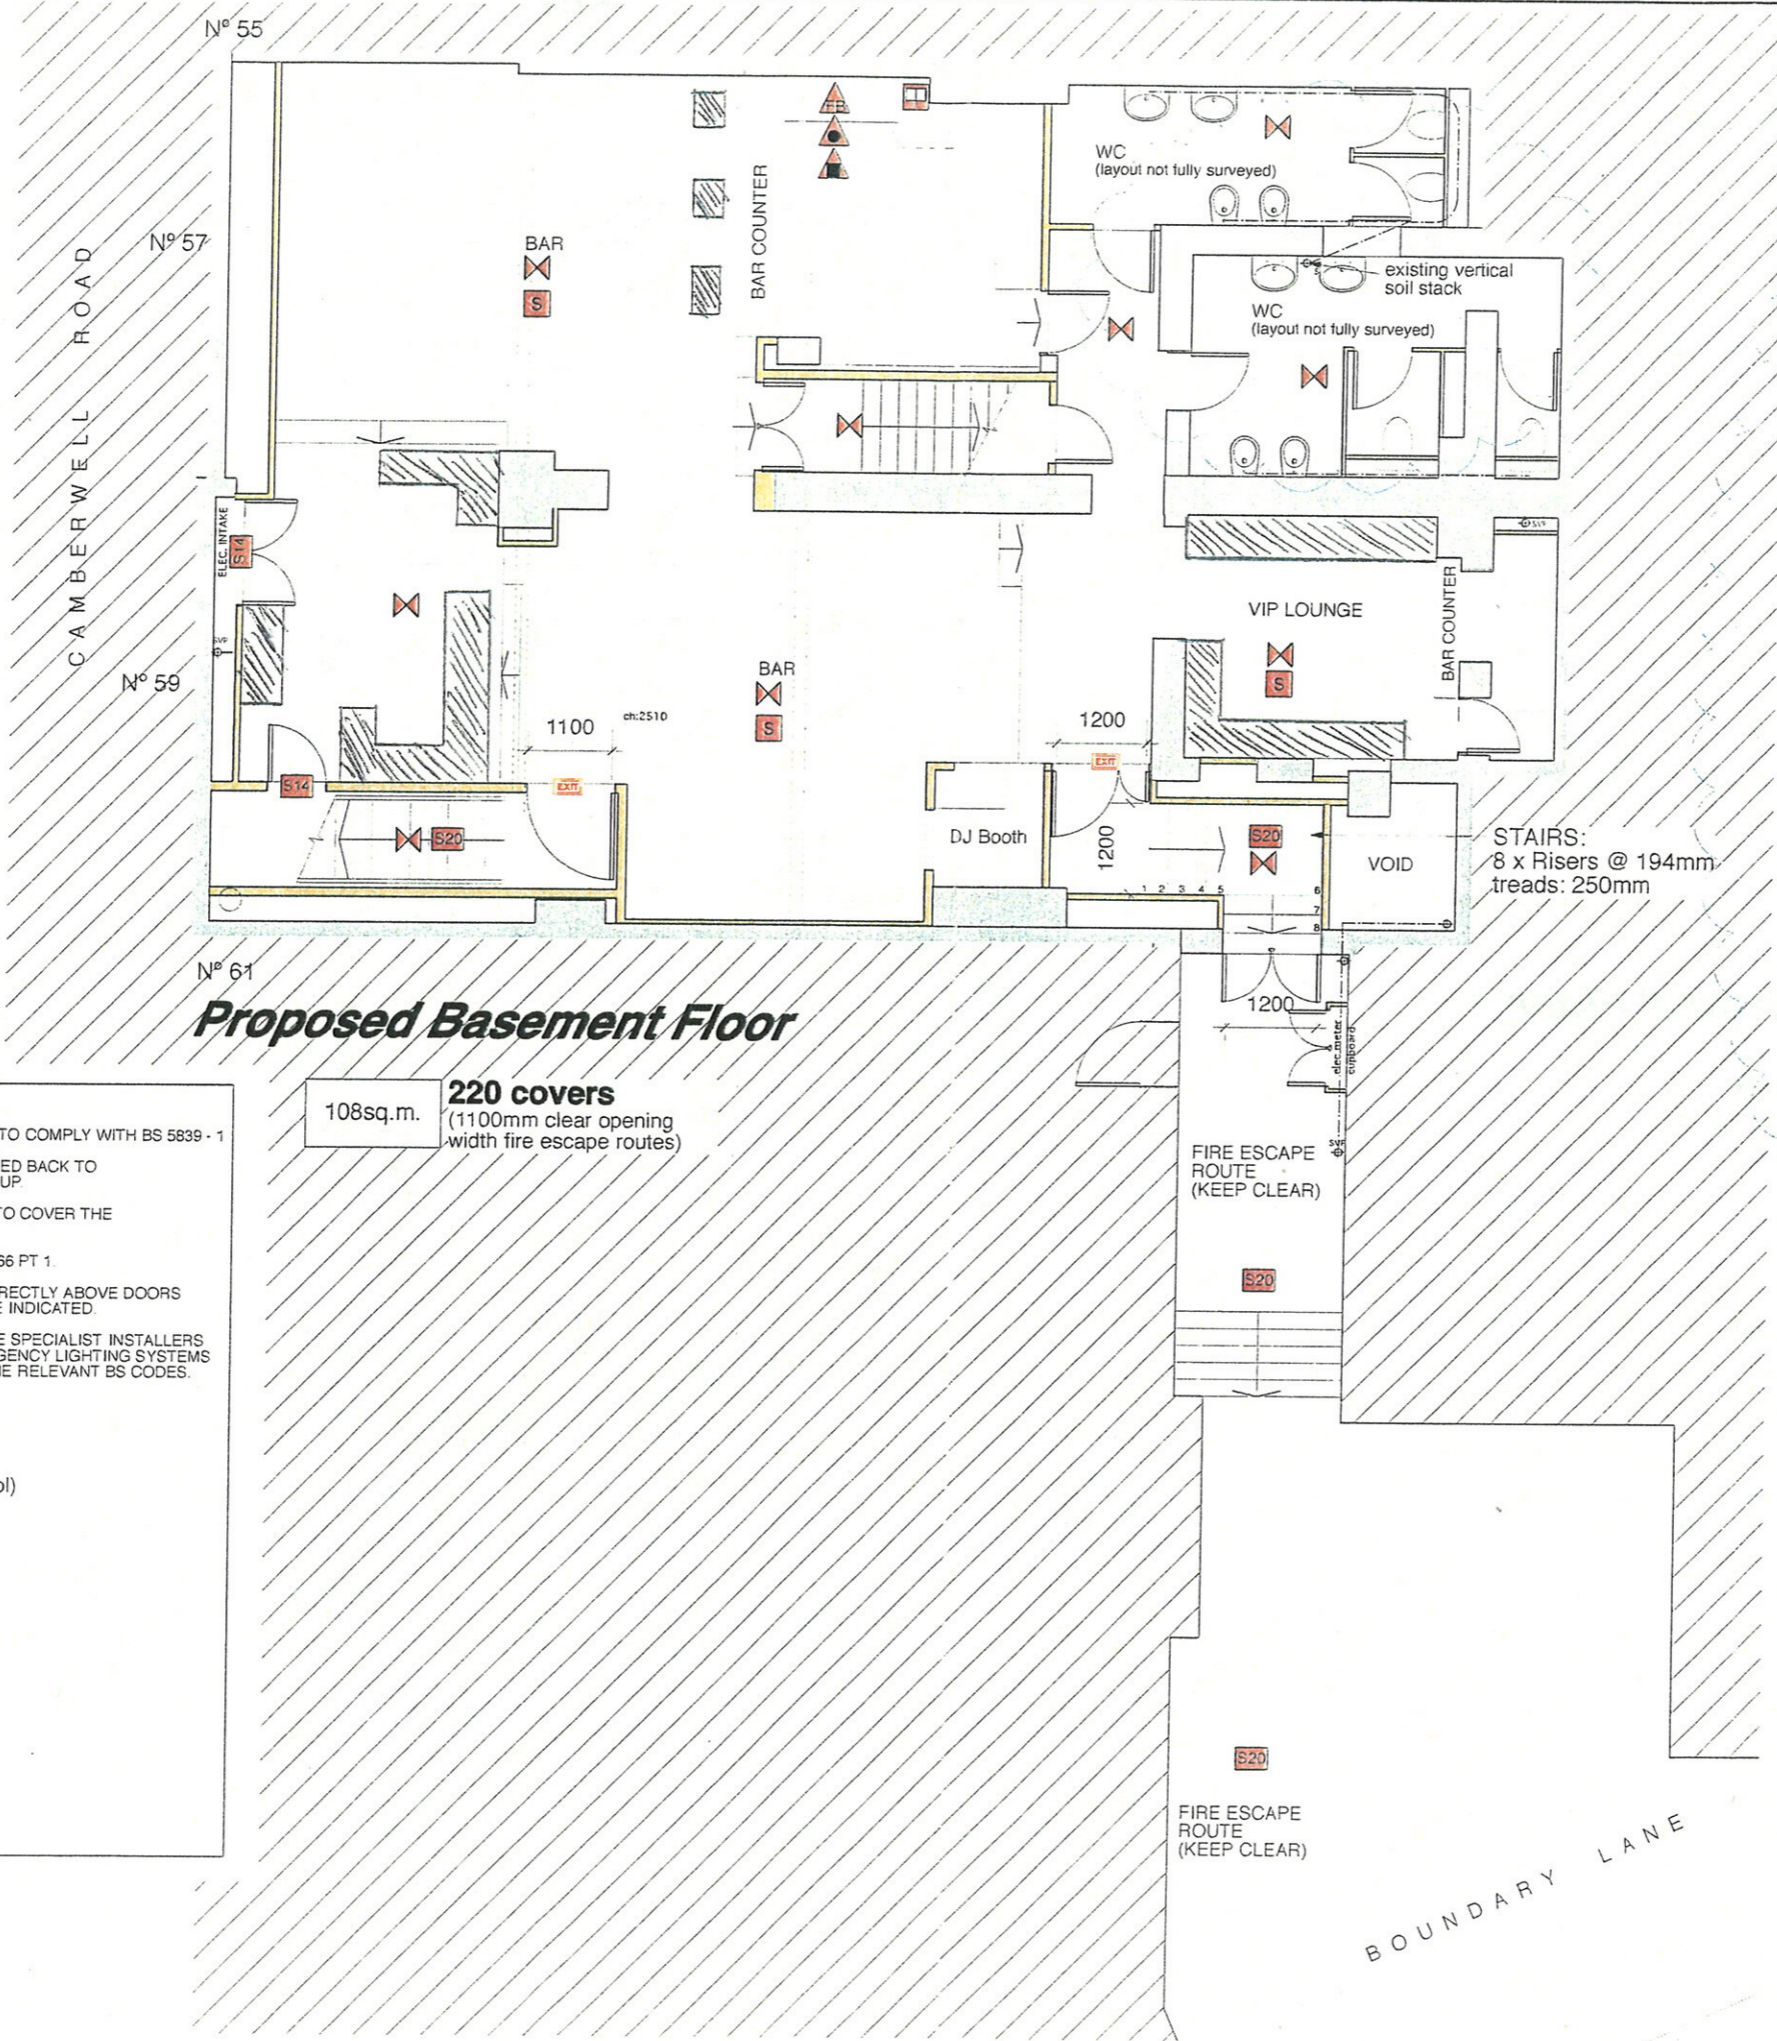 Nº 55
Nº 57
CAMBERWELL ROAD
Nº 59
Nº 61
BAR
S
BAR COUNTER
FB
WC
(layout not fully surveyed)
existing vertical
soil stack
WC
(layout not fully surveyed)
ELEC. INTAKE
S14
SVP
SVP
VIP LOUNGE
S
BAR COUNTER
BAR
S
1100
ch:2510
1200
EXIT
EXIT
S14
S20
DJ Booth
1200
S20
VOID
1 2 3 4 5
6
7
8
STAIRS:
8 x Risers @ 194mm
treads: 250mm
Proposed Basement Floor
1200
elec meter
cupboard
108sq.m.
220 covers
(1100mm clear opening
width fire escape routes)
SVP
FIRE ESCAPE
ROUTE
(KEEP CLEAR)
S20
TO COMPLY WITH BS 5839 - 1
ED BACK TO
UP.
TO COVER THE
66 PT 1.
RECTLY ABOVE DOORS
E INDICATED.
E SPECIALIST INSTALLERS
GENCY LIGHTING SYSTEMS
HE RELEVANT BS CODES.
ol)
S20
FIRE ESCAPE
ROUTE
(KEEP CLEAR)
BOUNDARY LANE